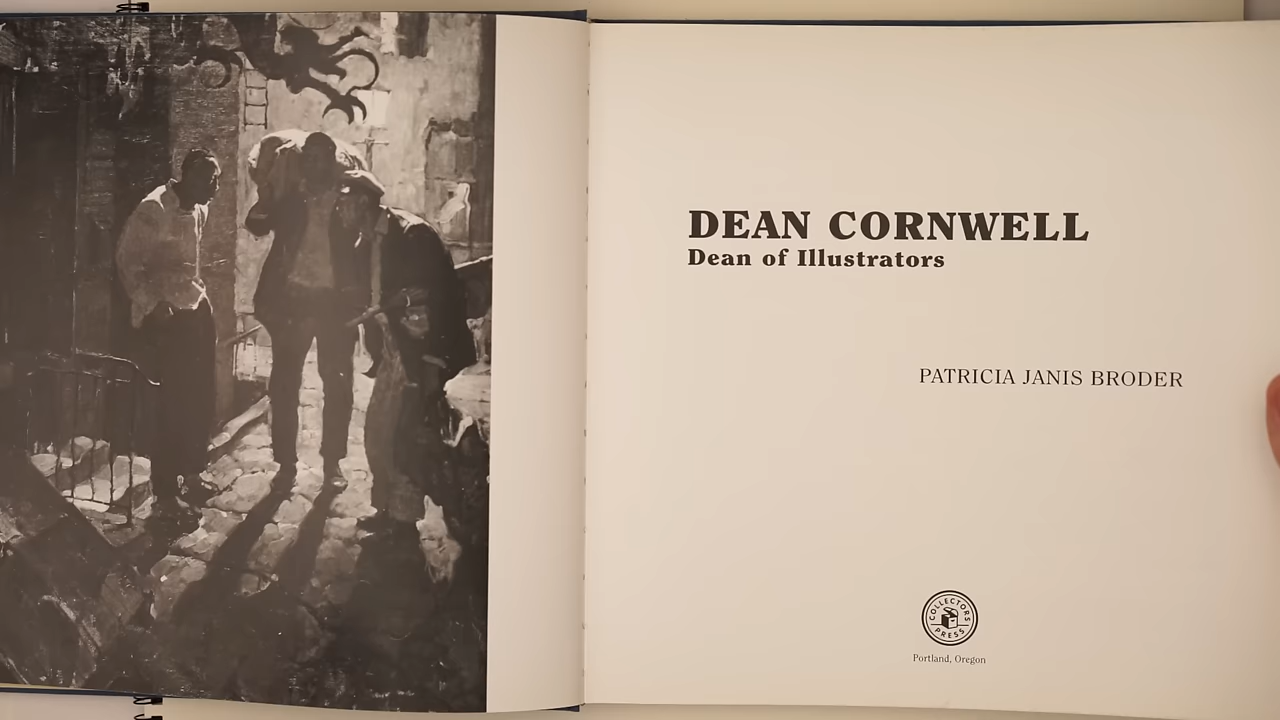 DEAN CORNWELL
Dean of Illustrators
PATRICIA JANIS BRODER
COLLECTORS
PRESS
Portland, Oregon